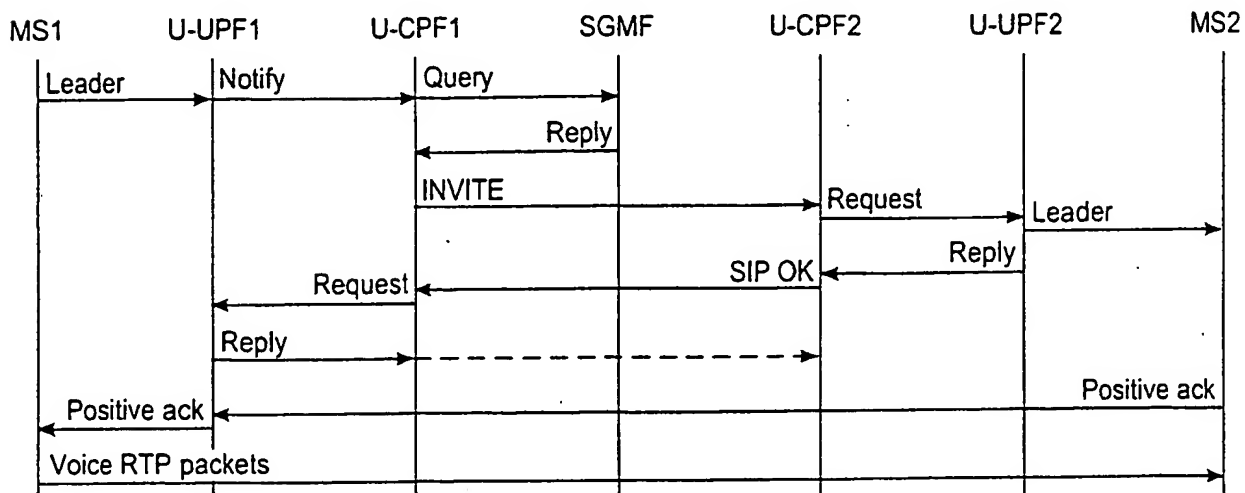 MS1 U-UPF1 U-CPF1 SGMF U-CPF2 U-UPF2 MS2
Leader Notify Query
Reply
INVITE Request Leader
Reply
SIP OK
Request
Reply
Positive ack Positive ack
Voice RTP packets